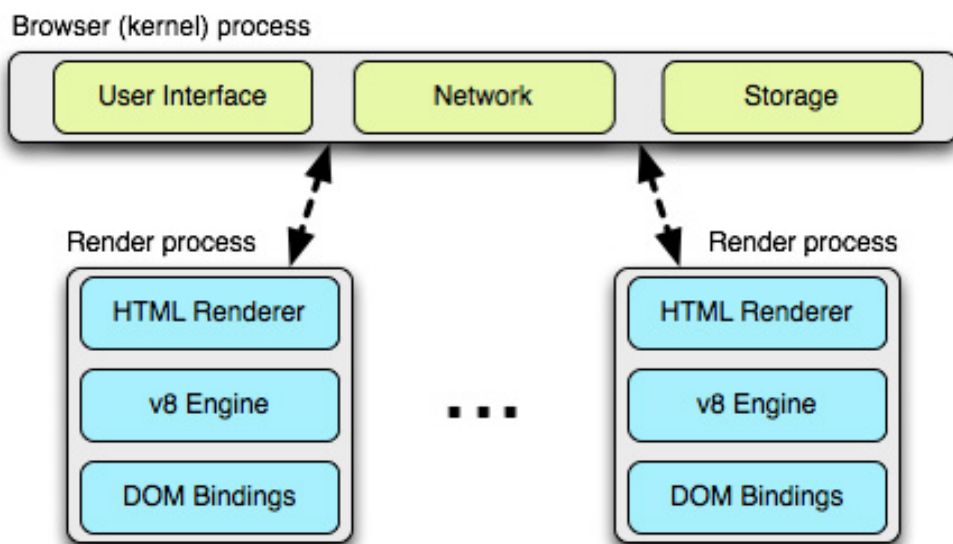 Browser (kernel) process
User Interface
Network
Storage
Render process
Render process
HTML Renderer
HTML Renderer
v8 Engine
...
v8 Engine
DOM Bindings
DOM Bindings